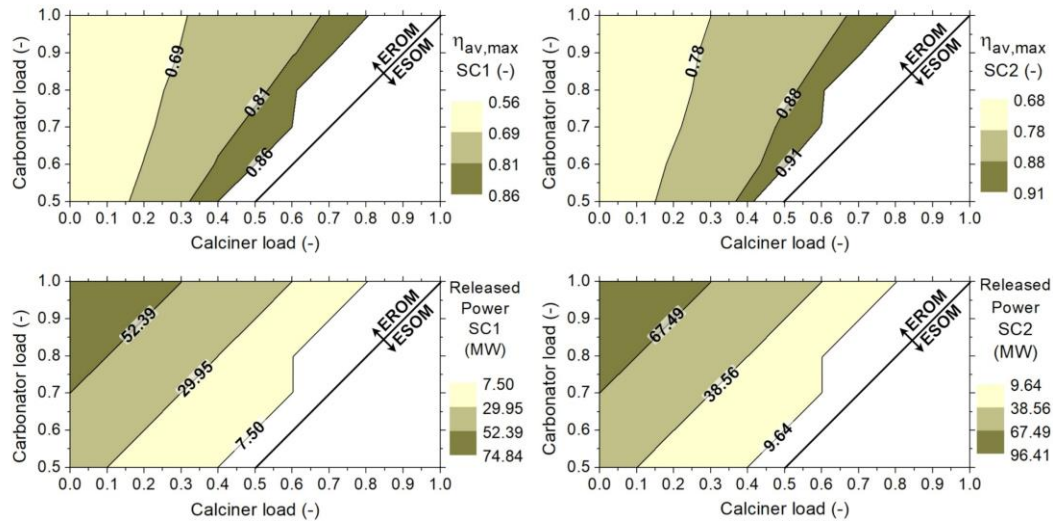 1.0
0.9
0.8
0.7
0.6
0.5
Carbonator load (-)
0.69
0.81
0.86
EROM
ESOM
0.0 0.1 0.2 0.3 0.4 0.5 0.6 0.7 0.8 0.9 1.0
Calciner load (-)
ηav,max
SC1 (-)
0.56
0.69
0.81
0.86
1.0
0.9
0.8
0.7
0.6
0.5
Carbonator load (-)
0.78
0.88
0.91
EROM
ESOM
0.0 0.1 0.2 0.3 0.4 0.5 0.6 0.7 0.8 0.9 1.0
Calciner load (-)
ηav,max
SC2 (-)
0.68
0.78
0.88
0.91
1.0
0.9
0.8
0.7
0.6
0.5
Carbonator load (-)
52.39
29.95
7.50
EROM
ESOM
0.0 0.1 0.2 0.3 0.4 0.5 0.6 0.7 0.8 0.9 1.0
Calciner load (-)
Released
Power
SC1
(MW)
7.50
29.95
52.39
74.84
1.0
0.9
0.8
0.7
0.6
0.5
Carbonator load (-)
67.49
38.56
9.64
EROM
ESOM
0.0 0.1 0.2 0.3 0.4 0.5 0.6 0.7 0.8 0.9 1.0
Calciner load (-)
Released
Power
SC2
(MW)
9.64
38.56
67.49
96.41